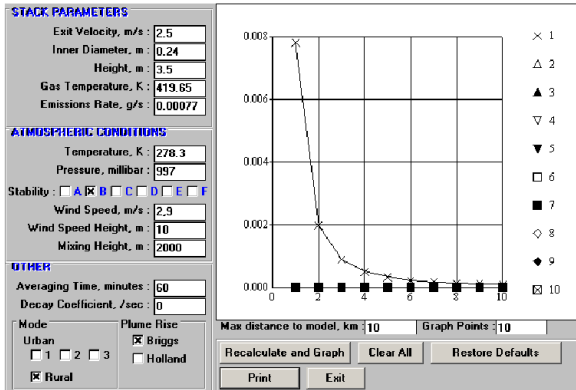 STACK PARAMETERS
Exit Velocity, m/s : 2.5
Inner Diameter, m : 0.24
Height, m : 3.5
Gas Temperature, K : 419.65
Emissions Rate, g/s : 0.00077
ATMOSPHERIC CONDITIONS
Temperature, K : 278.3
Pressure, millibar : 997
Stability : A B C D E F
Wind Speed, m/s : 2.9
Wind Speed Height, m : 10
Mixing Height, m : 2000
OTHER
Averaging Time, minutes : 60
Decay Coefficient, /sec : 0
Mode
Urban
1 2 3
Rural
Plume Rise
Briggs
Holland
0.008
0.006
0.004
0.002
0.000
0 2 4 6 8 10
1
2
3
4
5
6
7
8
9
10
Max distance to model, km : 10 Graph Points : 10
Recalculate and Graph Clear All Restore Defaults
Print Exit